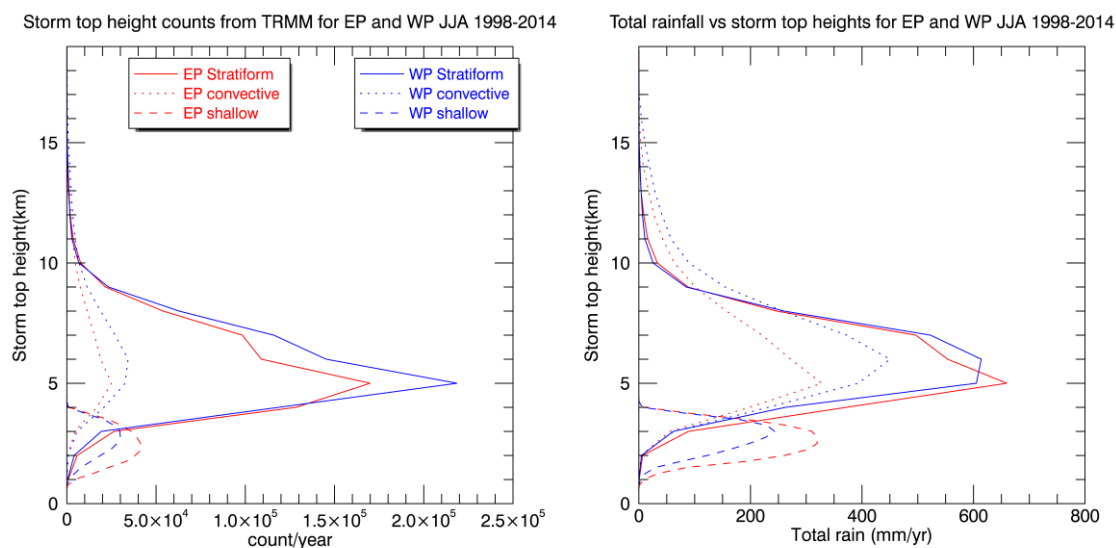 Storm top height counts from TRMM for EP and WP JJA 1998-2014
EP Stratiform
EP convective
EP shallow
WP Stratiform
WP convective
WP shallow
Storm top height(km)
15
10
5
0
0
5.0×10⁴
1.0×10⁵
1.5×10⁵
2.0×10⁵
2.5×10⁵
count/year
Total rainfall vs storm top heights for EP and WP JJA 1998-2014
Storm top height(km)
15
10
5
0
0
200
400
600
800
Total rain (mm/yr)